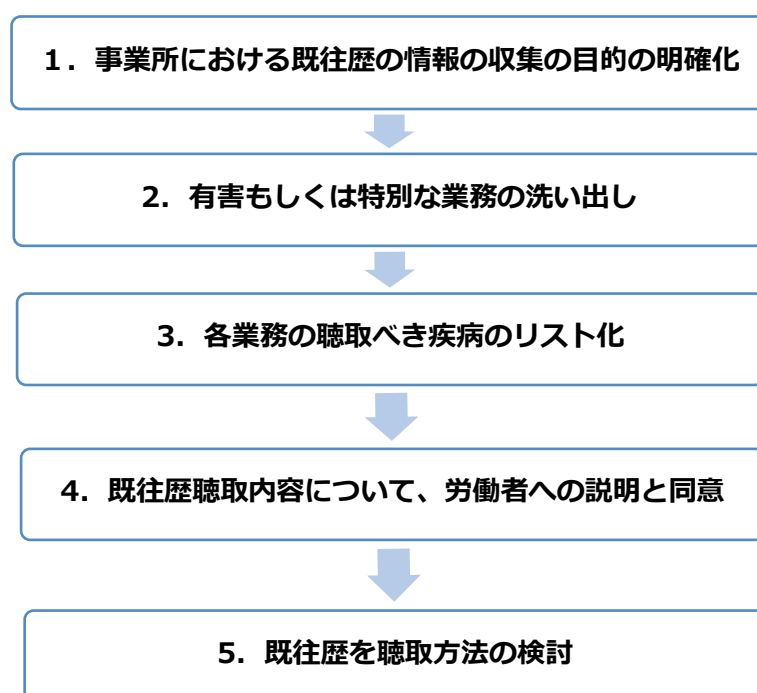 １．事業所における既往歴の情報の収集の目的の明確化
2．有害もしくは特別な業務の洗い出し
3．各業務の聴取べき疾病のリスト化
4．既往歴聴取内容について、労働者への説明と同意
5．既往歴を聴取方法の検討